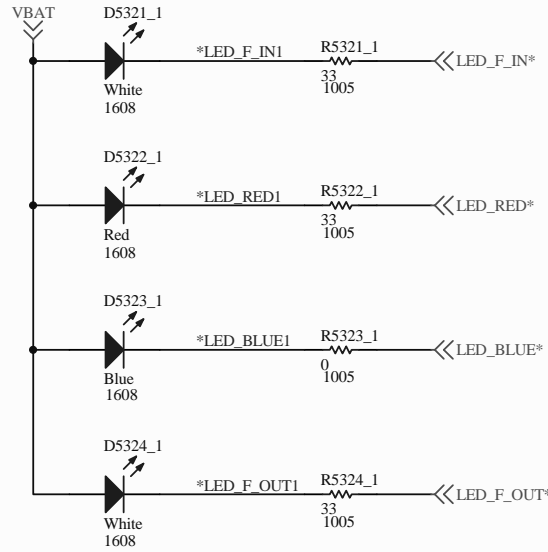 VBAT
D5321_1
*LED_F_IN1
R5321_1
LED_F_IN*
33
1005
White
1608
D5322_1
*LED_RED1
R5322_1
LED_RED*
33
1005
Red
1608
D5323_1
*LED_BLUE1
R5323_1
LED_BLUE*
0
1005
Blue
1608
D5324_1
*LED_F_OUT1
R5324_1
LED_F_OUT*
33
1005
White
1608